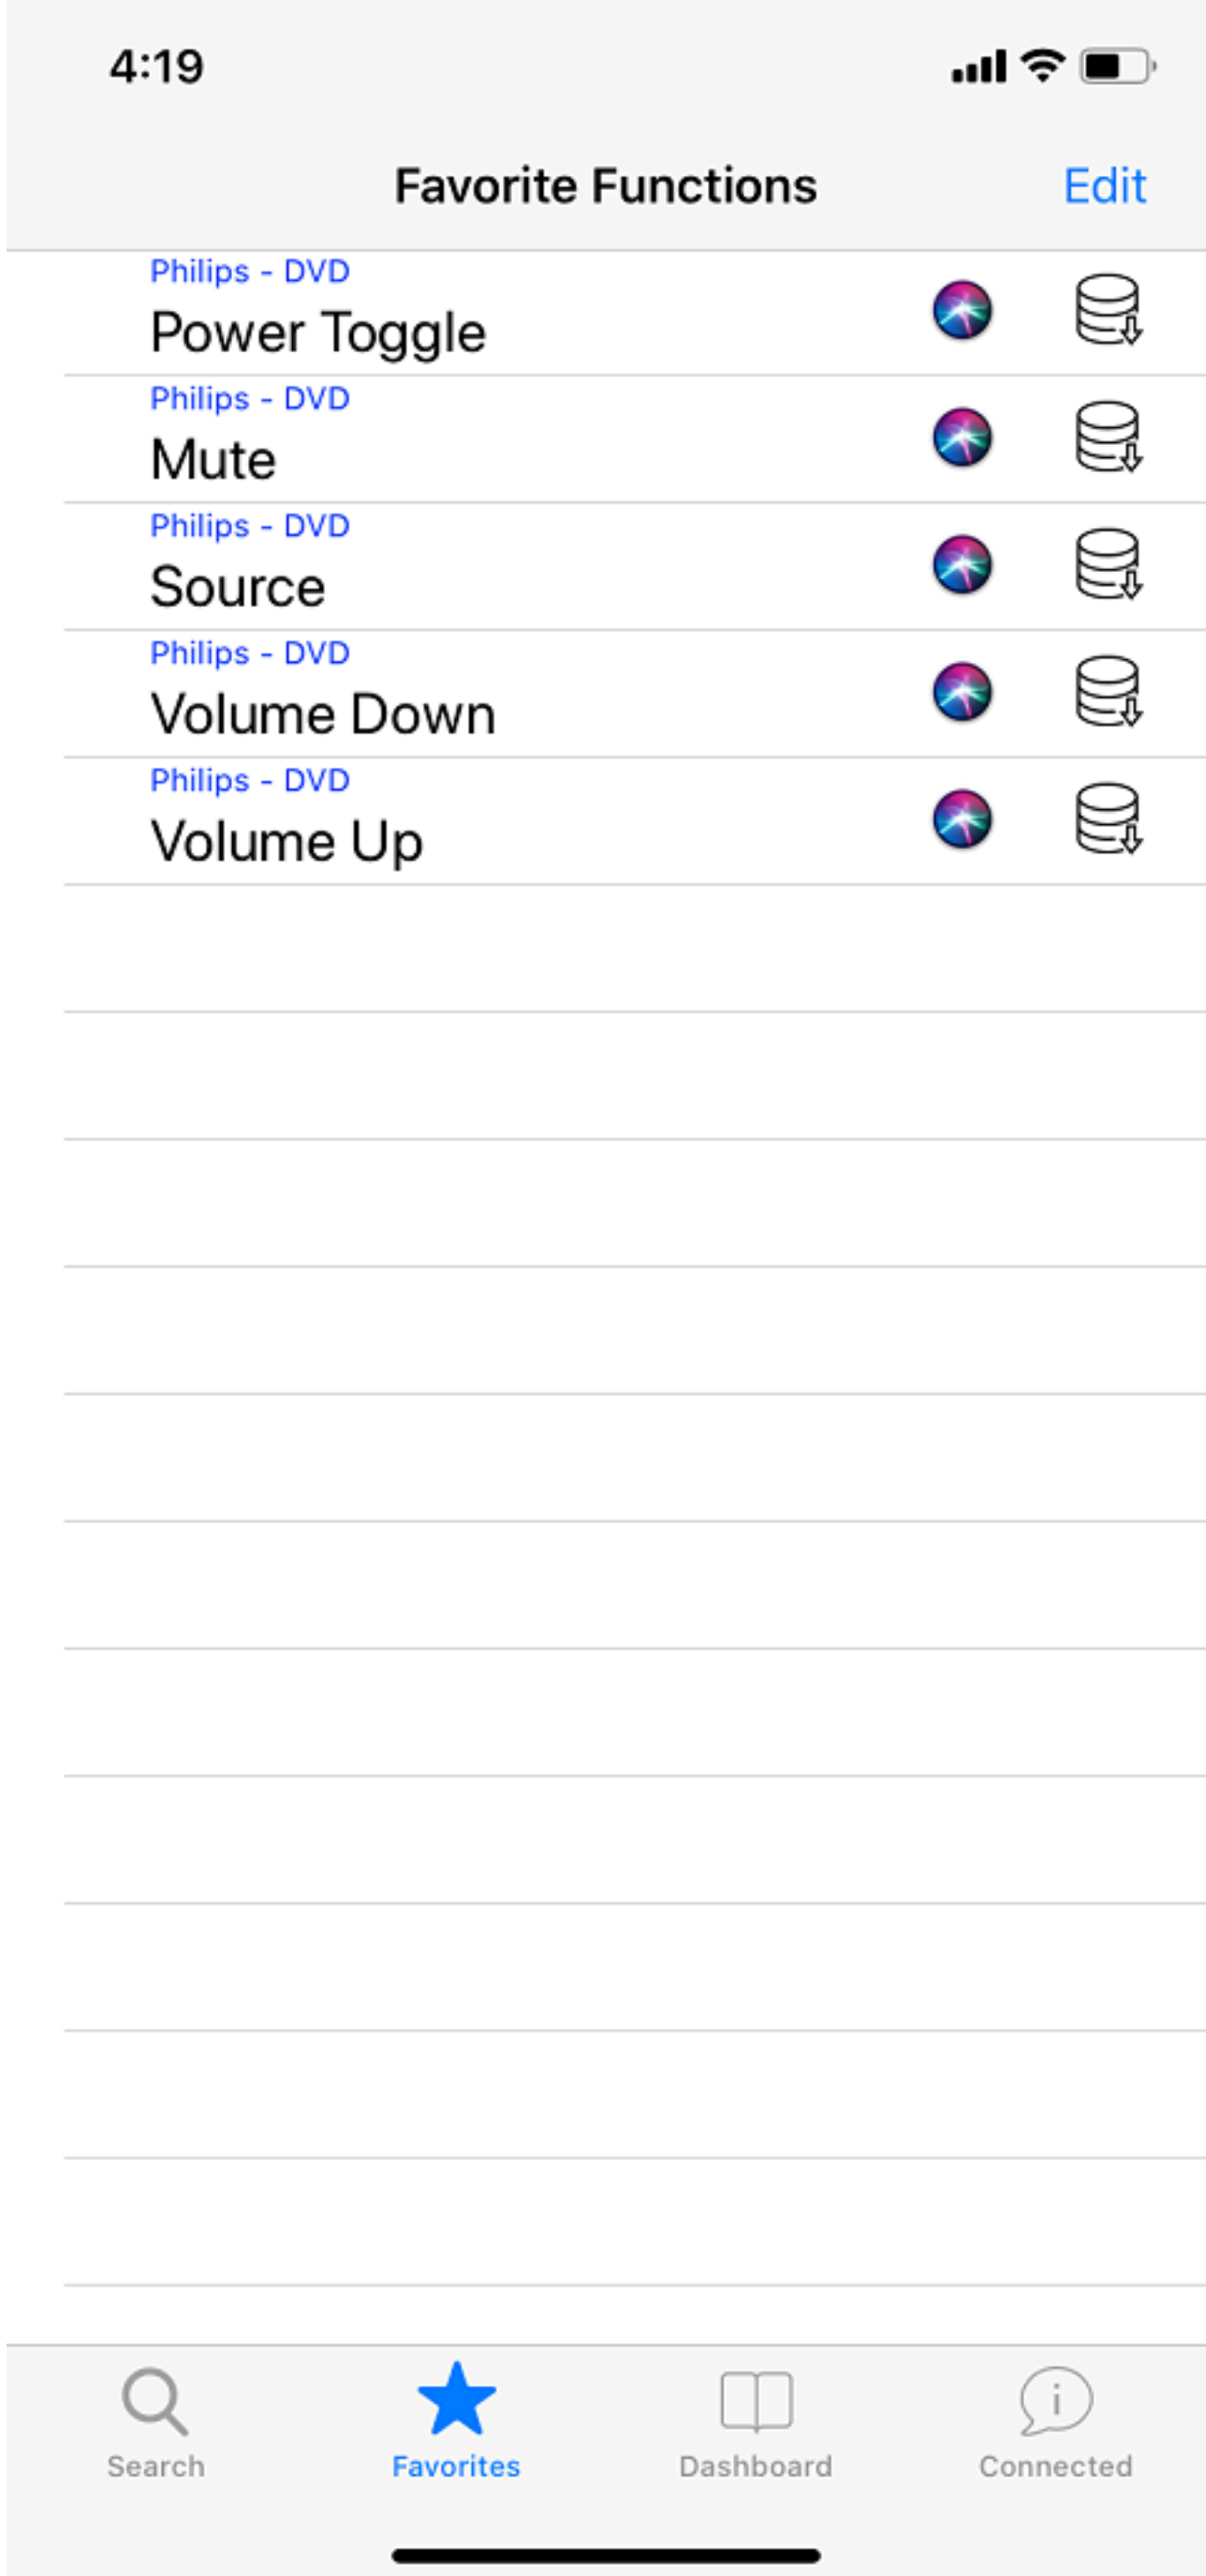 4:19
Favorite Functions Edit
Philips - DVD
Power Toggle
Philips - DVD
Mute
Philips - DVD
Source
Philips - DVD
Volume Down
Philips - DVD
Volume Up
Search Favorites Dashboard Connected